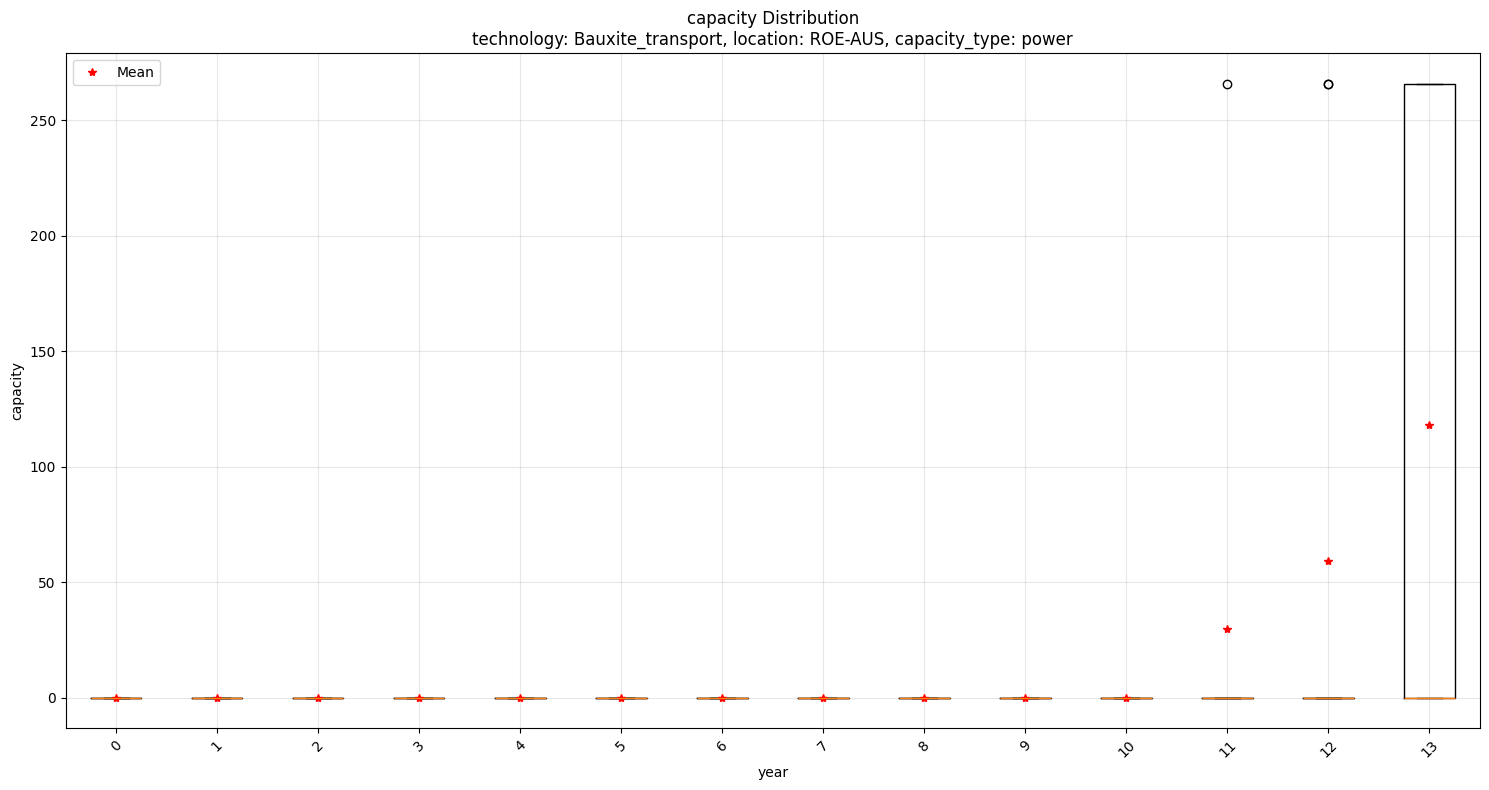 capacity Distribution
technology: Bauxite_transport, location: ROE-AUS, capacity_type: power
Mean
capacity
250
200
150
100
50
0
0 1 2 3 4 5 6 7 8 9 10 11 12 13
year